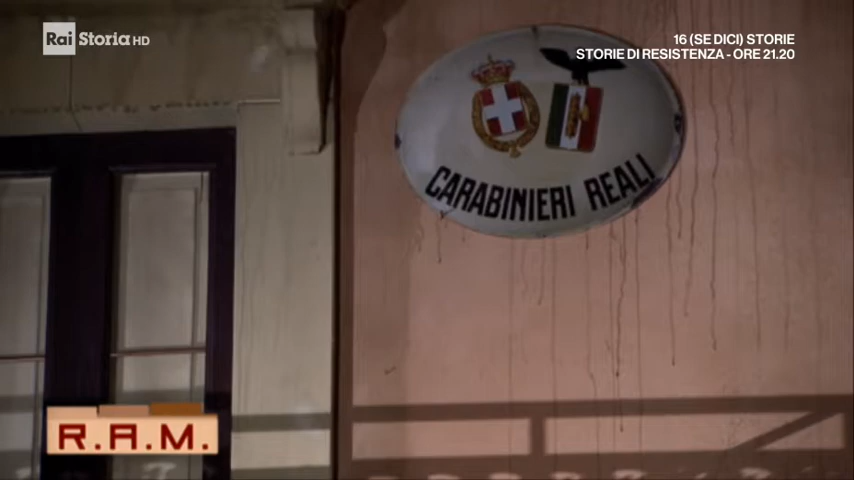 Rai Storia HD
16 (SE DICI) STORIE
STORIE DI RESISTENZA - ORE 21.20
CARABINIERI REALI
R.A.M.